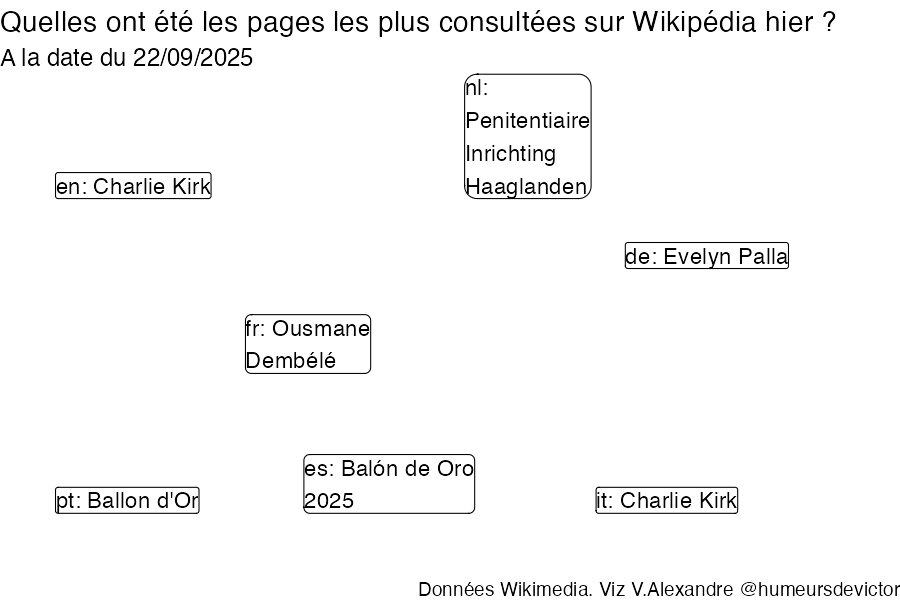 Quelles ont été les pages les plus consultées sur Wikipédia hier ?
A la date du 22/09/2025
nl:
Penitentiaire
Inrichting
Haaglanden
en: Charlie Kirk
de: Evelyn Palla
fr: Ousmane
Dembélé
es: Balón de Oro
2025
pt: Ballon d'Or
it: Charlie Kirk
Données Wikimedia. Viz V.Alexandre @humeursdevictor